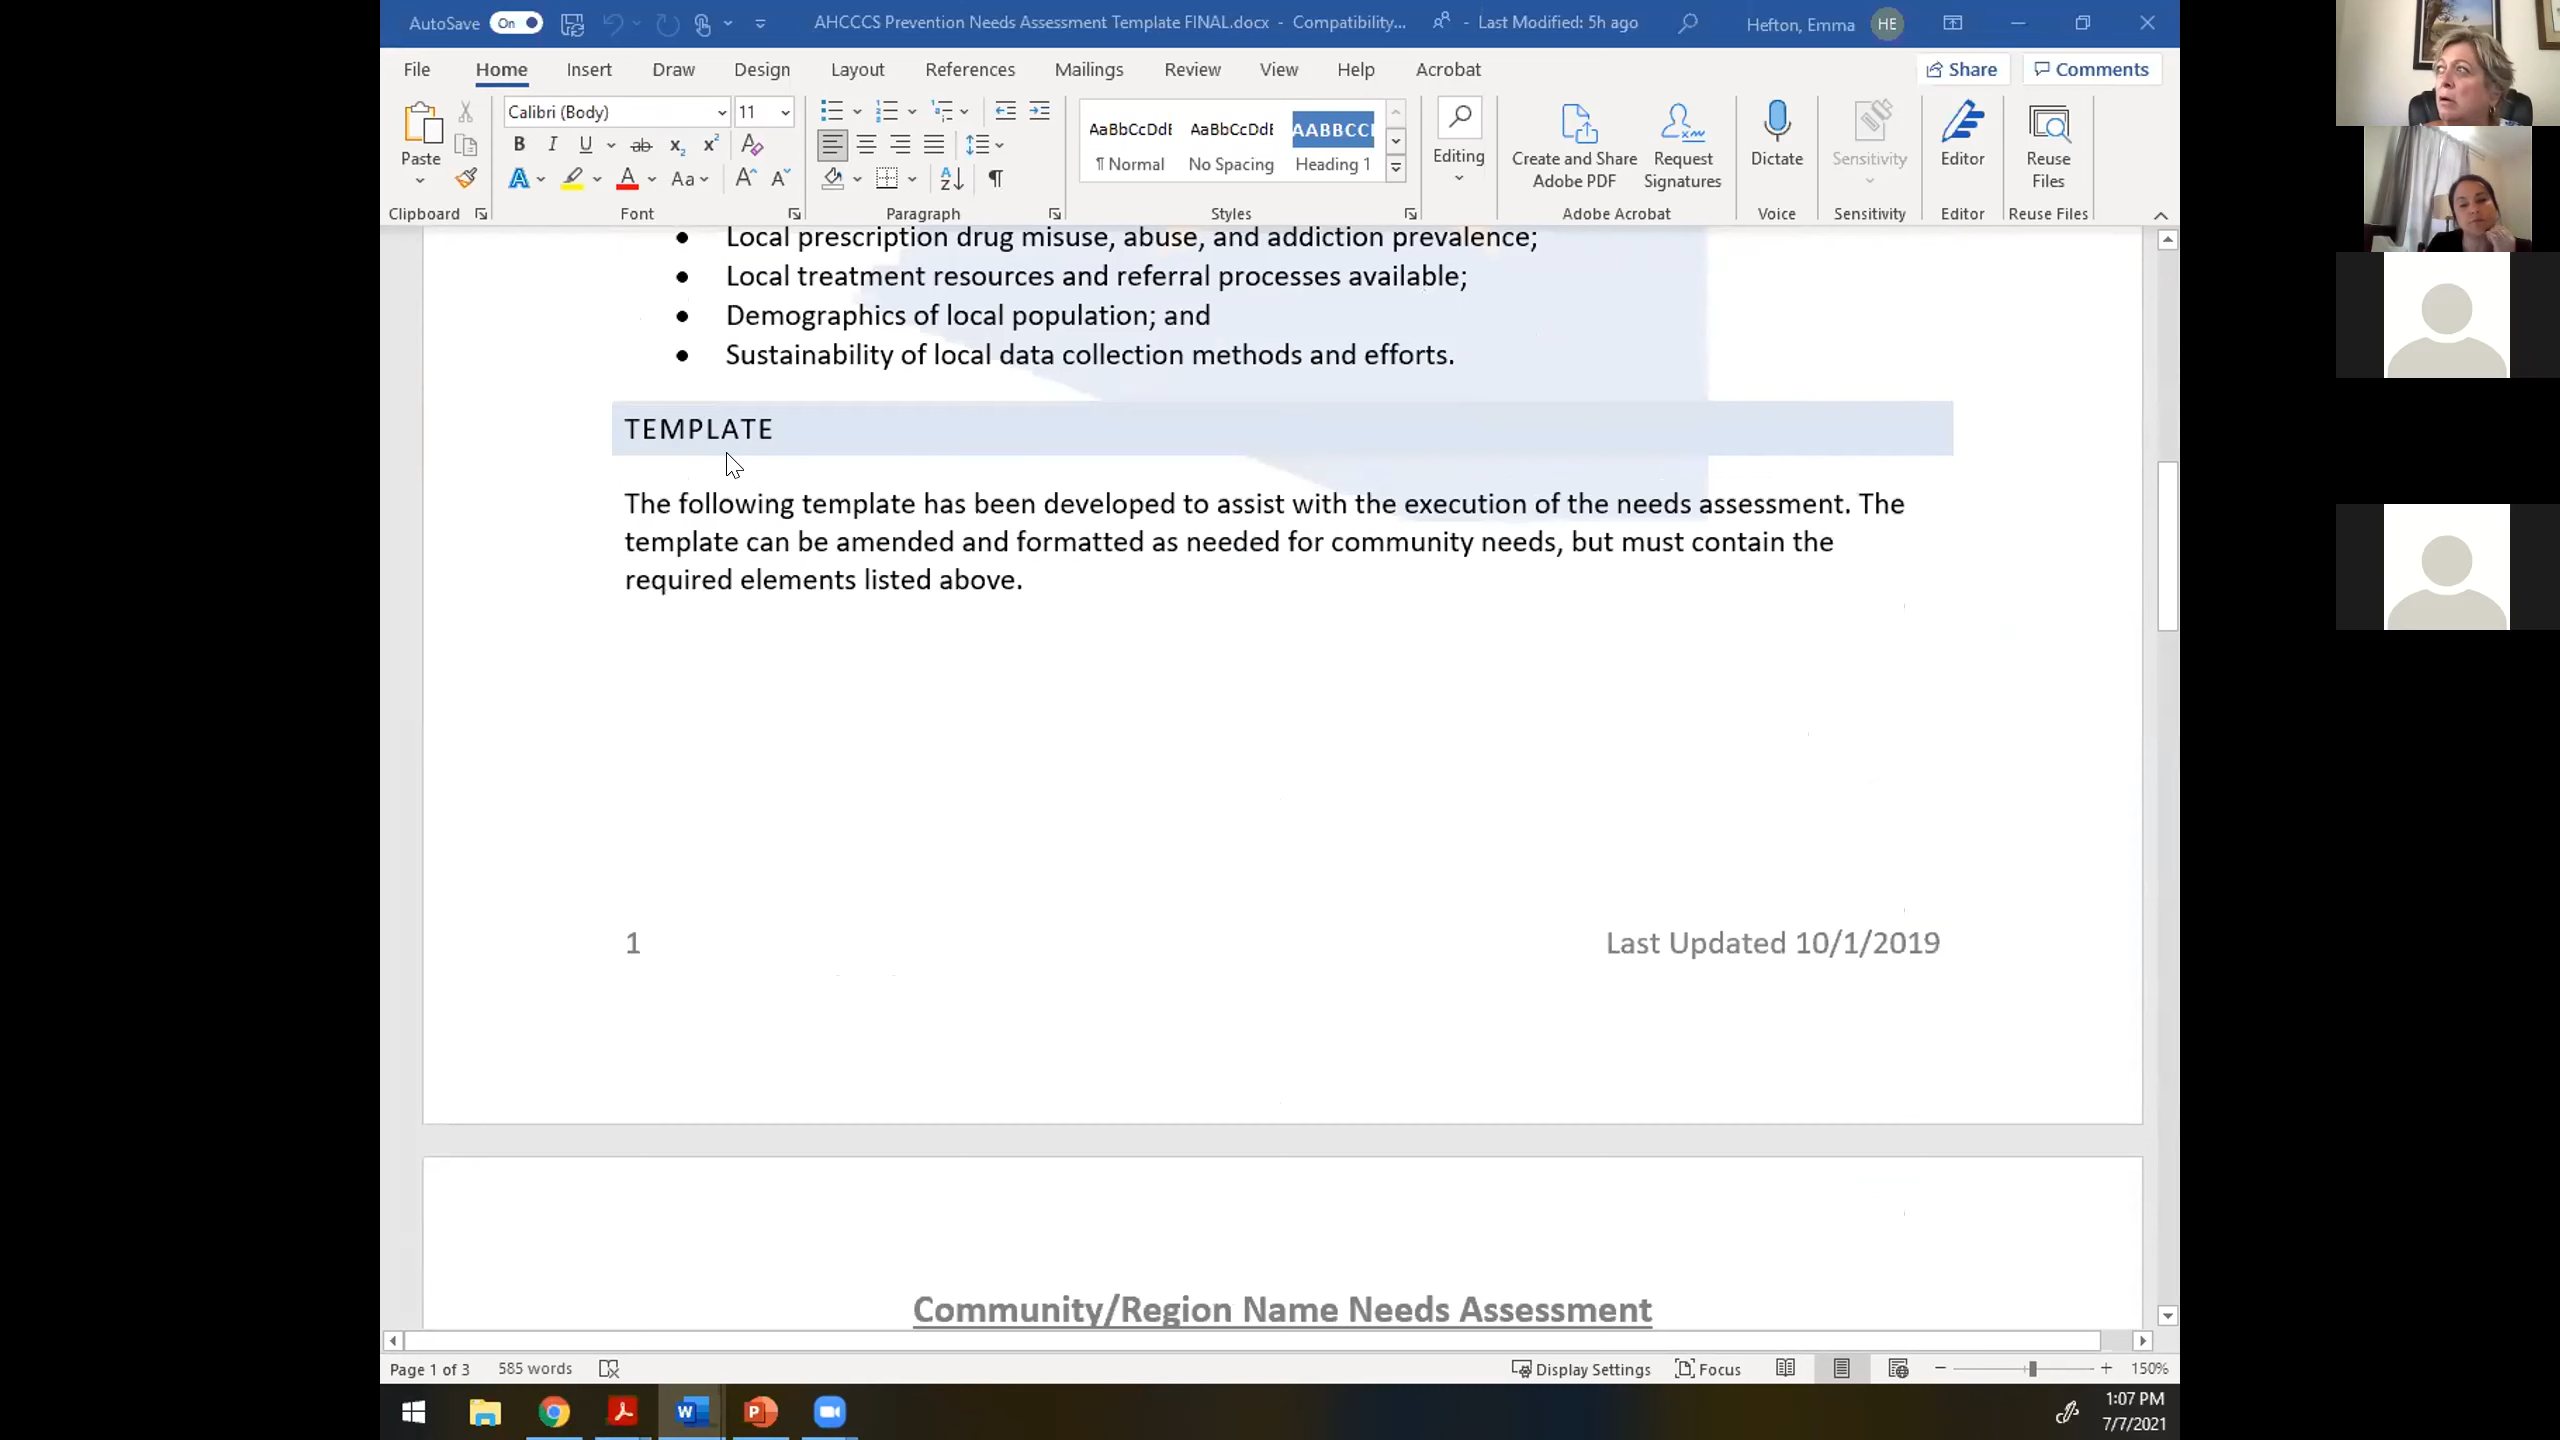 AutoSave On AHCCCS Prevention Needs Assessment Template FINAL.docx - Compatibility... - Last Modified: 5h ago Hefton, Emma HE
File Home Insert Draw Design Layout References Mailings Review View Help Acrobat Share Comments
Calibri (Body) 11
Paste
AaBbCcDdE AaBbCcDdE AABBCCI
¶ Normal No Spacing Heading 1
Editing
Create and Share Adobe PDF
Request Signatures
Dictate
Sensitivity
Editor
Reuse Files
Clipboard Font Paragraph Styles Adobe Acrobat Voice Sensitivity Editor Reuse Files
• Local prescription drug misuse, abuse, and addiction prevalence;
• Local treatment resources and referral processes available;
• Demographics of local population; and
• Sustainability of local data collection methods and efforts.
TEMPLATE
The following template has been developed to assist with the execution of the needs assessment. The
template can be amended and formatted as needed for community needs, but must contain the
required elements listed above.
1 Last Updated 10/1/2019
Community/Region Name Needs Assessment
Page 1 of 3 585 words Display Settings Focus 150%
1:07 PM
7/7/2021